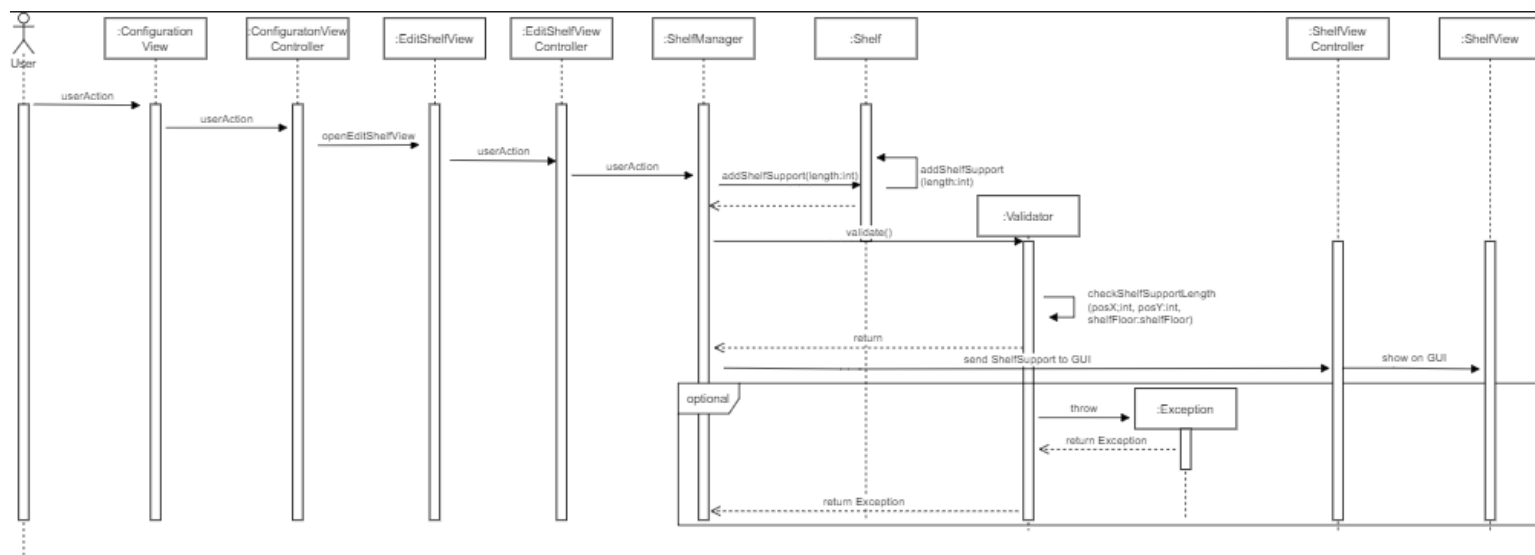 User
:Configuration
View
:ConfiguratonView
Controller
:EditShelfView
:EditShelfView
Controller
:ShelfManager
:Shelf
:ShelfView
Controller
:ShelfView
userAction
userAction
openEditShelfView
userAction
userAction
addShelfSupport(length:int)
addShelfSupport
(length:int)
:Validator
validate()
checkShelfSupportLength
(posX:int, posY:int,
shelfFloor:shelfFloor)
return
send ShelfSupport to GUI
show on GUI
optional
throw
:Exception
return Exception
return Exception